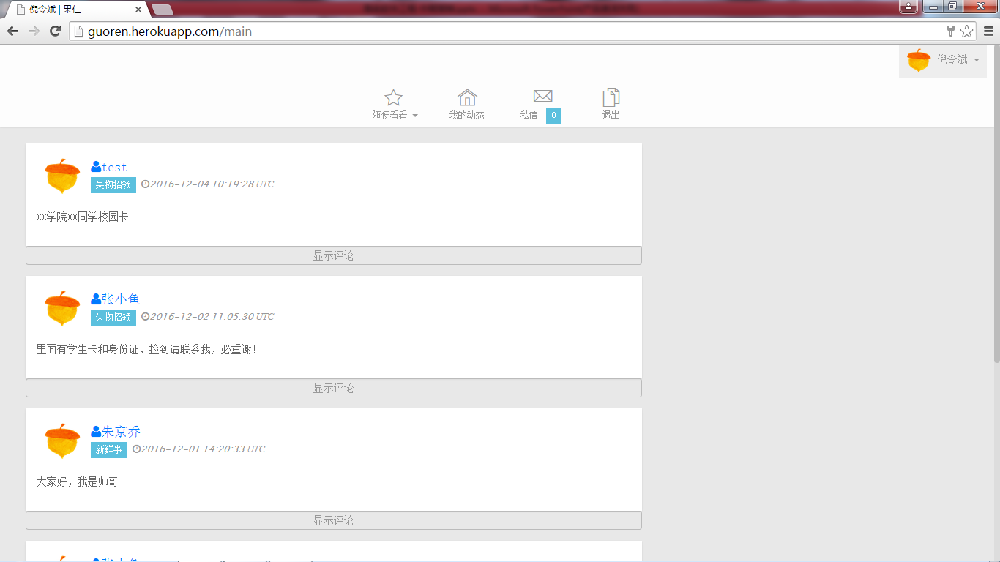 倪令斌 | 果仁
guoren.herokuapp.com/main
倪令斌
随便看看
我的动态
私信 0
退出
test
失物招领 2016-12-04 10:19:28 UTC
xx学院xx同学校园卡
显示评论
张小鱼
失物招领 2016-12-02 11:05:30 UTC
里面有学生卡和身份证，捡到请联系我，必重谢！
显示评论
朱京乔
新鲜事 2016-12-01 14:20:33 UTC
大家好，我是帅哥
显示评论